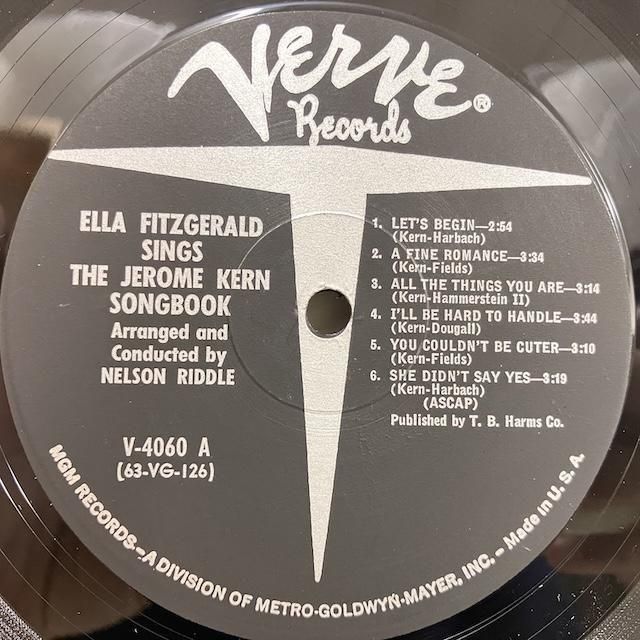 VERVE ®
Records
ELLA FITZGERALD
SINGS
THE JEROME KERN
SONGBOOK
Arranged and
Conducted by
NELSON RIDDLE
V-4060 A
(63-VG-126)
1. LET'S BEGIN—2:54
(Kern-Harbach)
2. A FINE ROMANCE—3:34
(Kern-Fields)
3. ALL THE THINGS YOU ARE—3:14
(Kern-Hammerstein II)
4. I'LL BE HARD TO HANDLE—3:44
(Kern-Dougall)
5. YOU COULDN'T BE CUTER—3:10
(Kern-Fields)
6. SHE DIDN'T SAY YES—3:19
(Kern-Harbach)
(ASCAP)
Published by T. B. Harms Co.
MGM RECORDS—A DIVISION OF METRO-GOLDWYN-MAYER, INC. – Made in U. S. A.